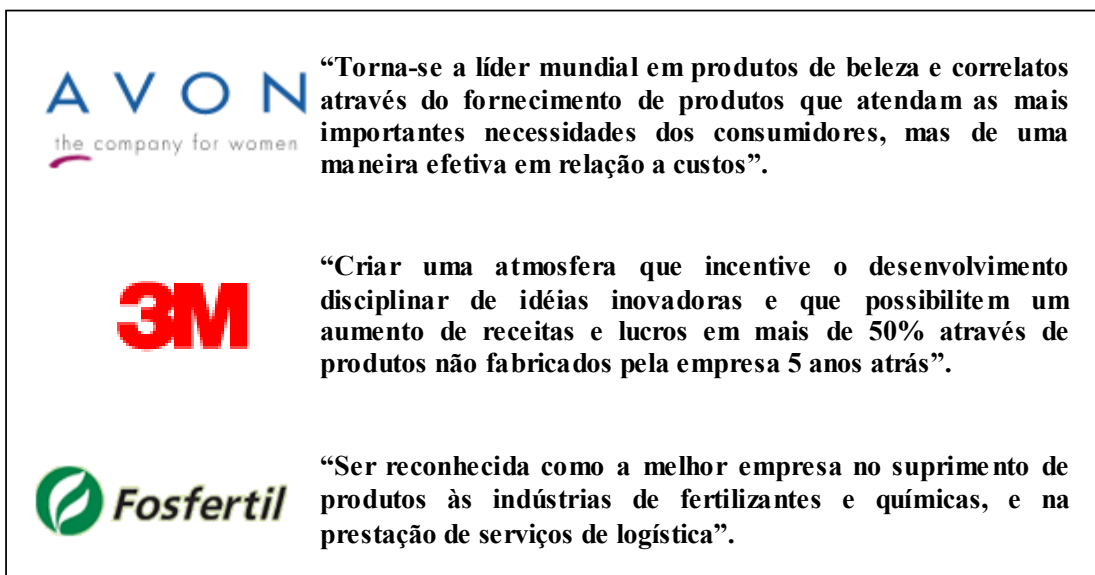 AVON
the company for women
“Torna-se a líder mundial em produtos de beleza e correlatos
através do fornecimento de produtos que atendam as mais
importantes necessidades dos consumidores, mas de uma
maneira efetiva em relação a custos”.
3M
“Criar uma atmosfera que incentive o desenvolvimento
disciplinar de idéias inovadoras e que possibilitem um
aumento de receitas e lucros em mais de 50% através de
produtos não fabricados pela empresa 5 anos atrás”.
Fosfertil
“Ser reconhecida como a melhor empresa no suprimento de
produtos às indústrias de fertilizantes e químicas, e na
prestação de serviços de logística”.